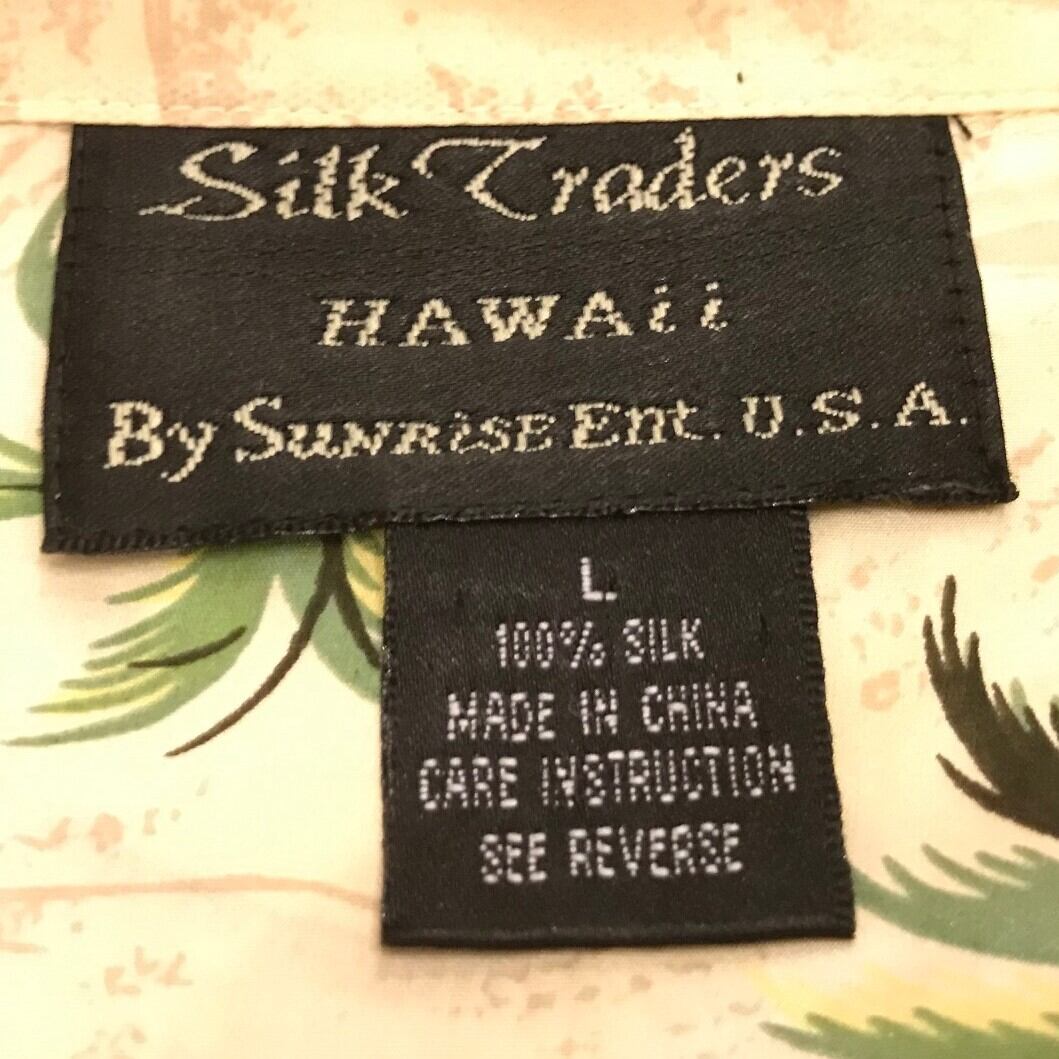 Silk Traders
HAWAii
By SUNRiSE Ent. U.S.A.
L.
100% SILK
MADE IN CHINA
CARE INSTRUCTION
SEE REVERSE